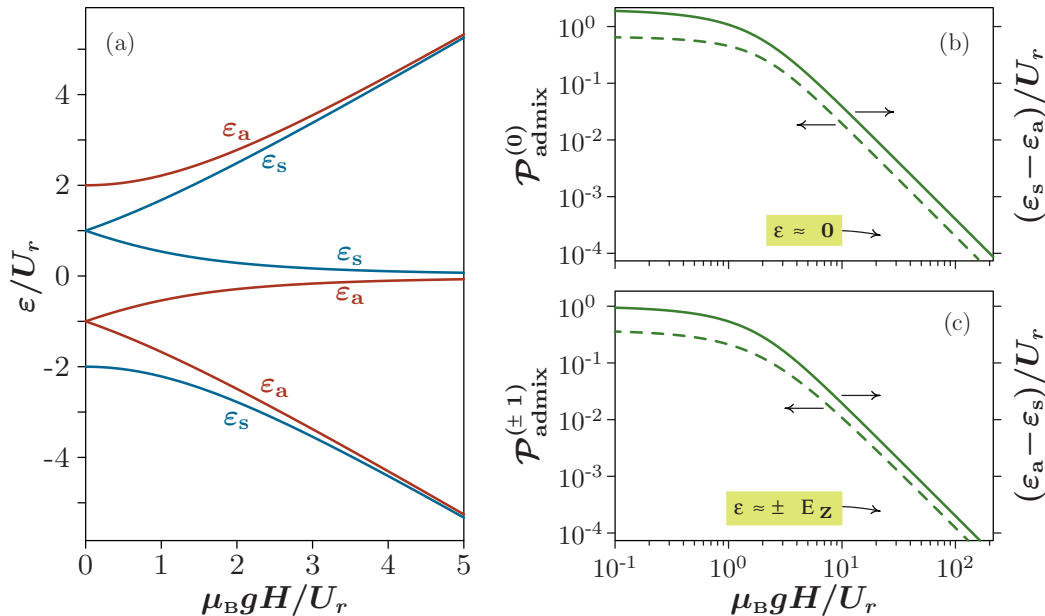 (a)
ε/U_r
4
2
0
-2
-4
ε_a
ε_s
ε_s
ε_a
ε_a
ε_s
0 1 2 3 4 5
μ_B gH/U_r
(b)
𝒫^(0)_admix
10^0
10^-1
10^-2
10^-3
10^-4
ε ≈ 0
(ε_s − ε_a)/U_r
(c)
𝒫^(± 1)_admix
10^0
10^-1
10^-2
10^-3
10^-4
ε ≈ ± E_Z
(ε_a − ε_s)/U_r
10^-1 10^0 10^1 10^2
μ_B gH/U_r